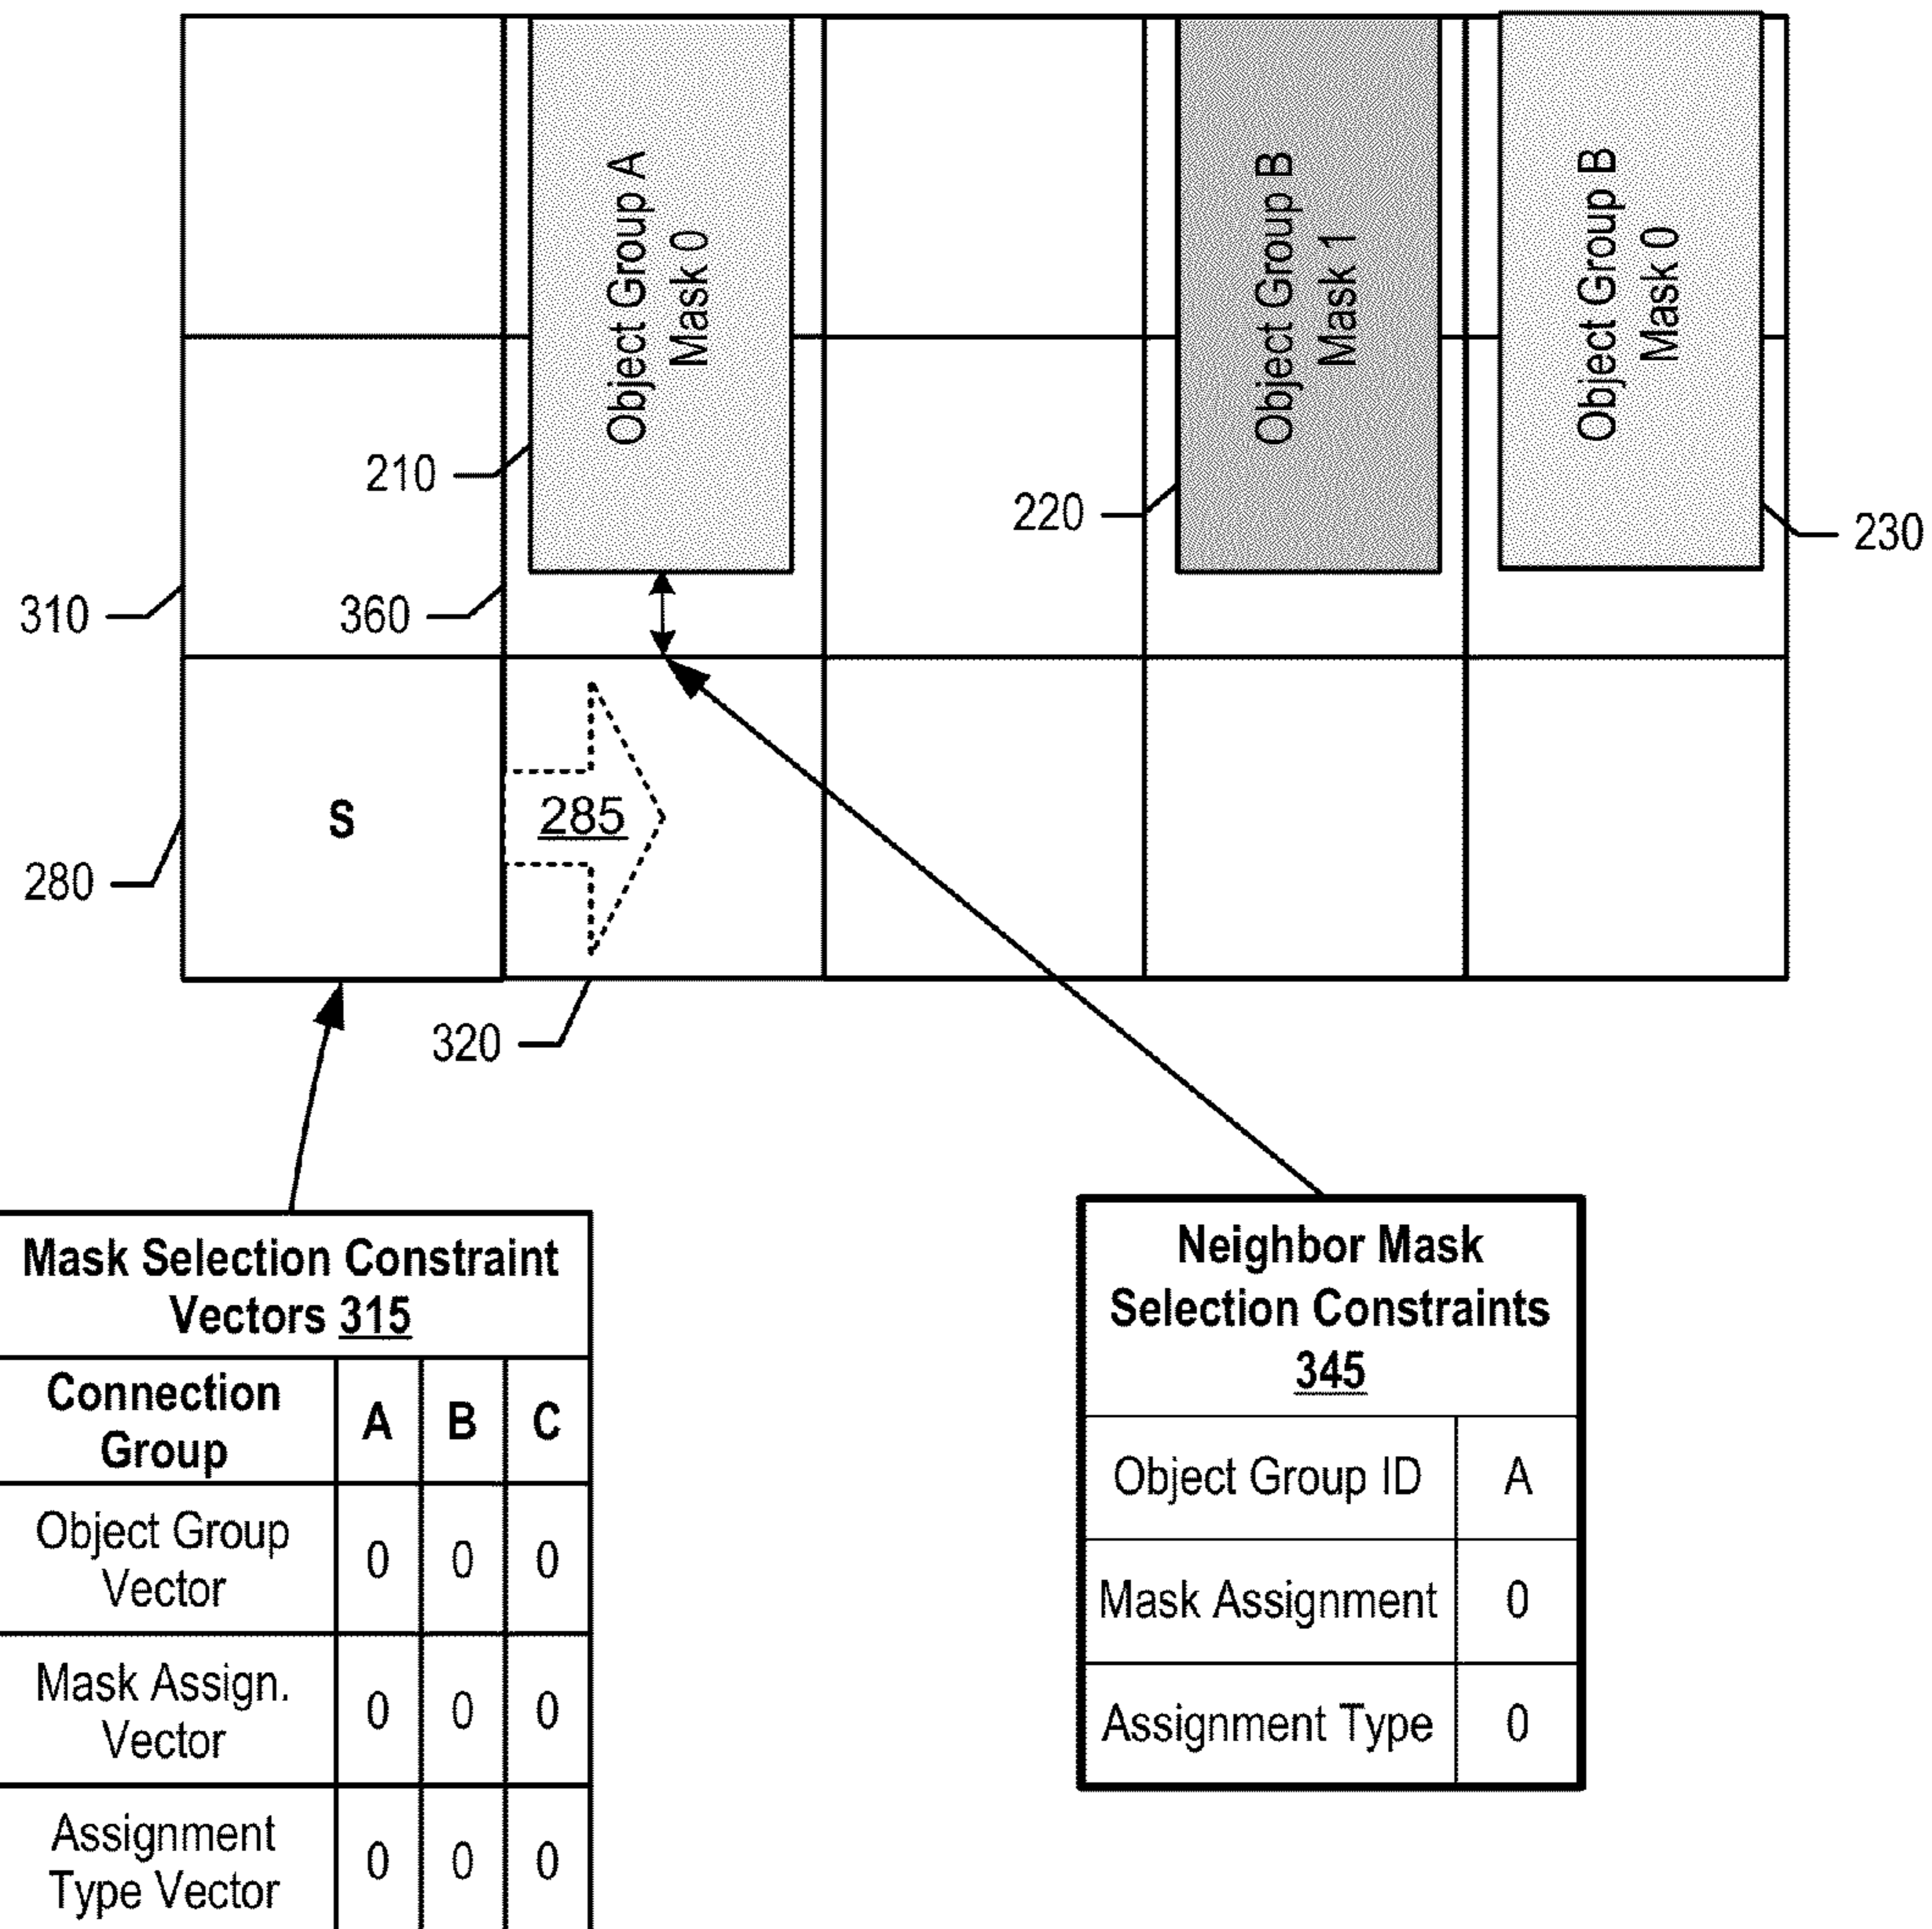 Object Group A
Mask 0
Object Group B
Mask 1
Object Group B
Mask 0
210
220
230
310
360
S
285
280
320
Mask Selection Constraint
Vectors 315
Connection
Group
A B C
Object Group
Vector
0 0 0
Mask Assign.
Vector
0 0 0
Assignment
Type Vector
0 0 0
Neighbor Mask
Selection Constraints
345
Object Group ID A
Mask Assignment 0
Assignment Type 0